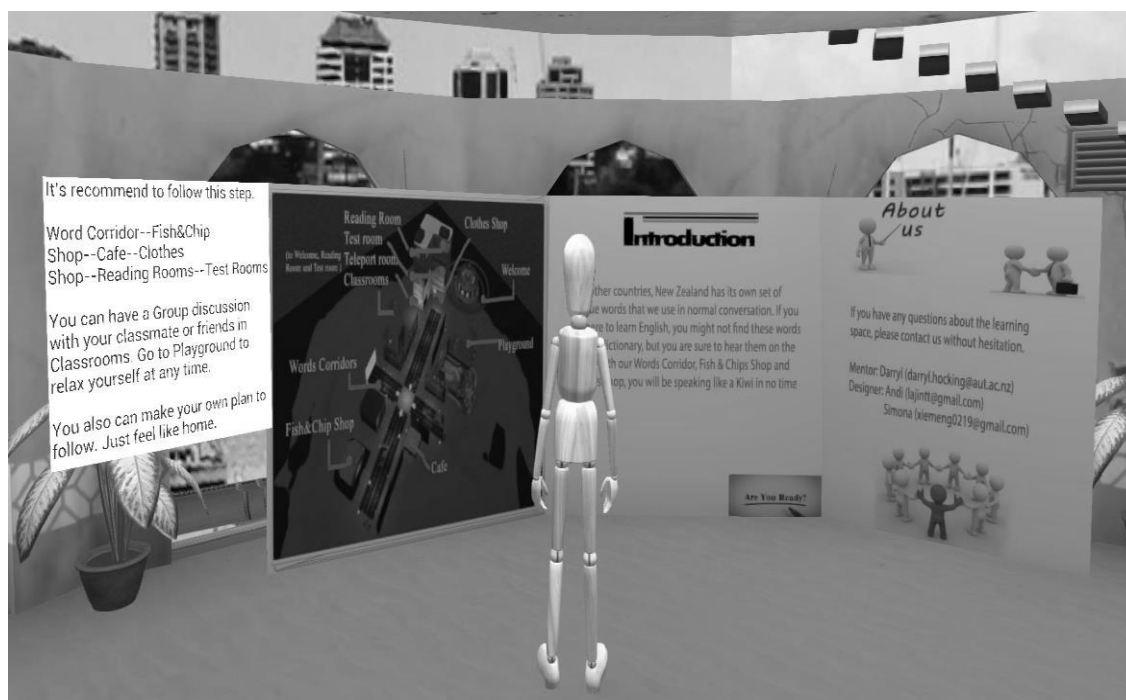 It's recommend to follow this step.
Word Corridor--Fish&Chip
Shop--Cafe--Clothes
Shop--Reading Rooms--Test Rooms
You can have a Group discussion
with your classmate or friends in
Classrooms. Go to Playground to
relax yourself at any time.
You also can make your own plan to
follow. Just feel like home.
Reading Room
Test room
(to Welcome, Reading
Room and Test room )
Teleport room
Classrooms
Clothes Shop
Welcome
Playground
Words Corridors
Fish&Chip Shop
Cafe
Introduction
other countries, New Zealand has its own set of
words that we use in normal conversation. If you
to learn English, you might not find these words
dictionary, but you are sure to hear them on the
our Words Corridor, Fish & Chips Shop and
hop, you will be speaking like a Kiwi in no time
Are You Ready?
About
us
If you have any questions about the learning
space, please contact us without hesitation.
Mentor: Darryl (darryl.hocking@aut.ac.nz)
Designer: Andi (lajintt@gmail.com)
Simona (xiemeng0219@gmail.com)